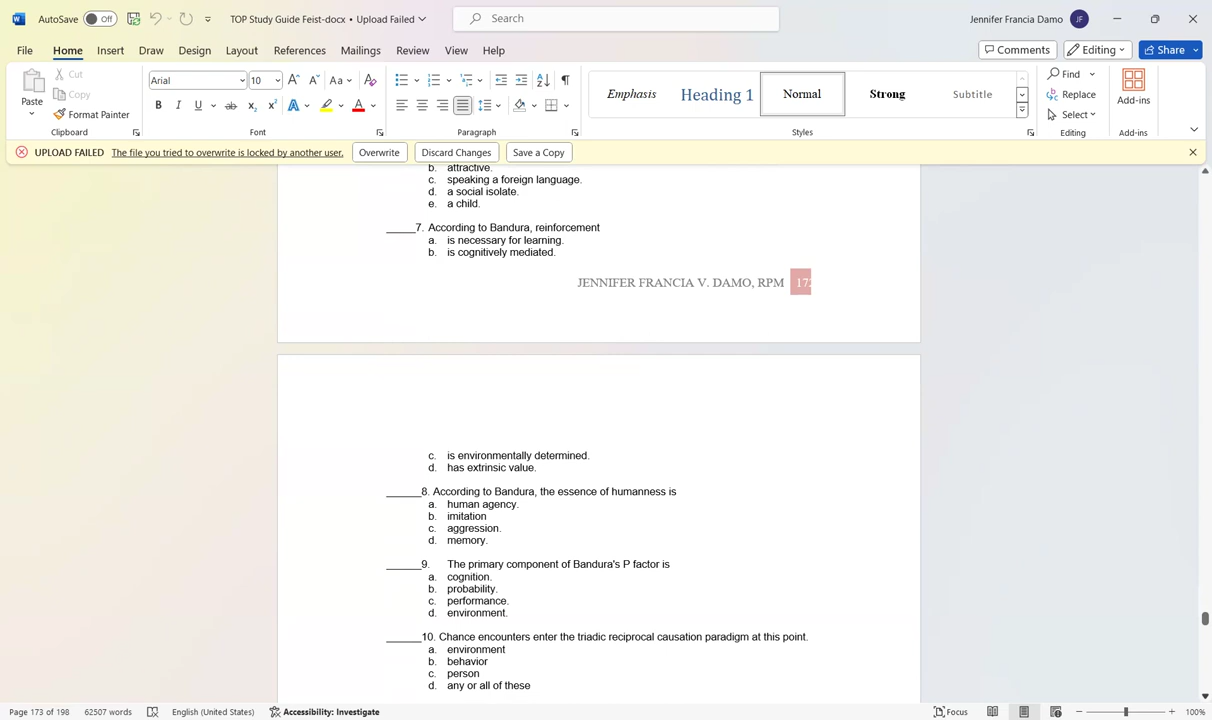 AutoSave Off TOP Study Guide Feist-docx • Upload Failed Search Jennifer Francia Damo JF
File Home Insert Draw Design Layout References Mailings Review View Help Comments Editing Share
Paste Cut Copy Format Painter Clipboard
Arial 10 Font
Paragraph
Emphasis Heading 1 Normal Strong Subtitle Styles
Find Replace Select Editing
Add-ins Add-ins
UPLOAD FAILED The file you tried to overwrite is locked by another user. Overwrite Discard Changes Save a Copy
b. attractive.
c. speaking a foreign language.
d. a social isolate.
e. a child.
_____7. According to Bandura, reinforcement
a. is necessary for learning.
b. is cognitively mediated.
JENNIFER FRANCIA V. DAMO, RPM 172
c. is environmentally determined.
d. has extrinsic value.
______8. According to Bandura, the essence of humanness is
a. human agency.
b. imitation
c. aggression.
d. memory.
______9. The primary component of Bandura's P factor is
a. cognition.
b. probability.
c. performance.
d. environment.
______10. Chance encounters enter the triadic reciprocal causation paradigm at this point.
a. environment
b. behavior
c. person
d. any or all of these
Page 173 of 198 62507 words English (United States) Accessibility: Investigate Focus 100%